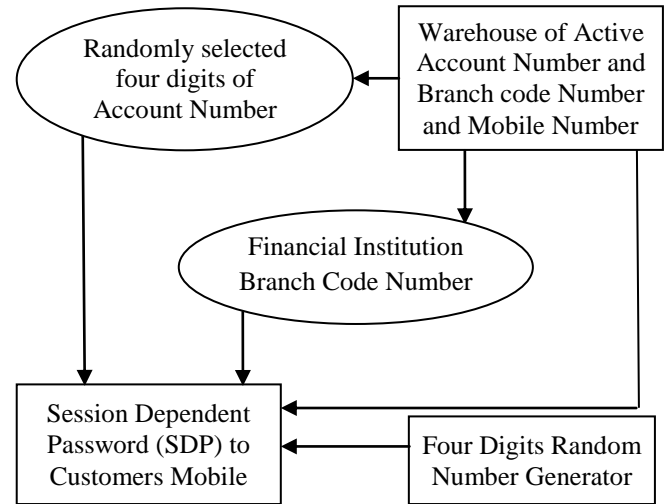 Randomly selected
four digits of
Account Number
Warehouse of Active
Account Number and
Branch code Number
and Mobile Number
Financial Institution
Branch Code Number
Session Dependent
Password (SDP) to
Customers Mobile
Four Digits Random
Number Generator